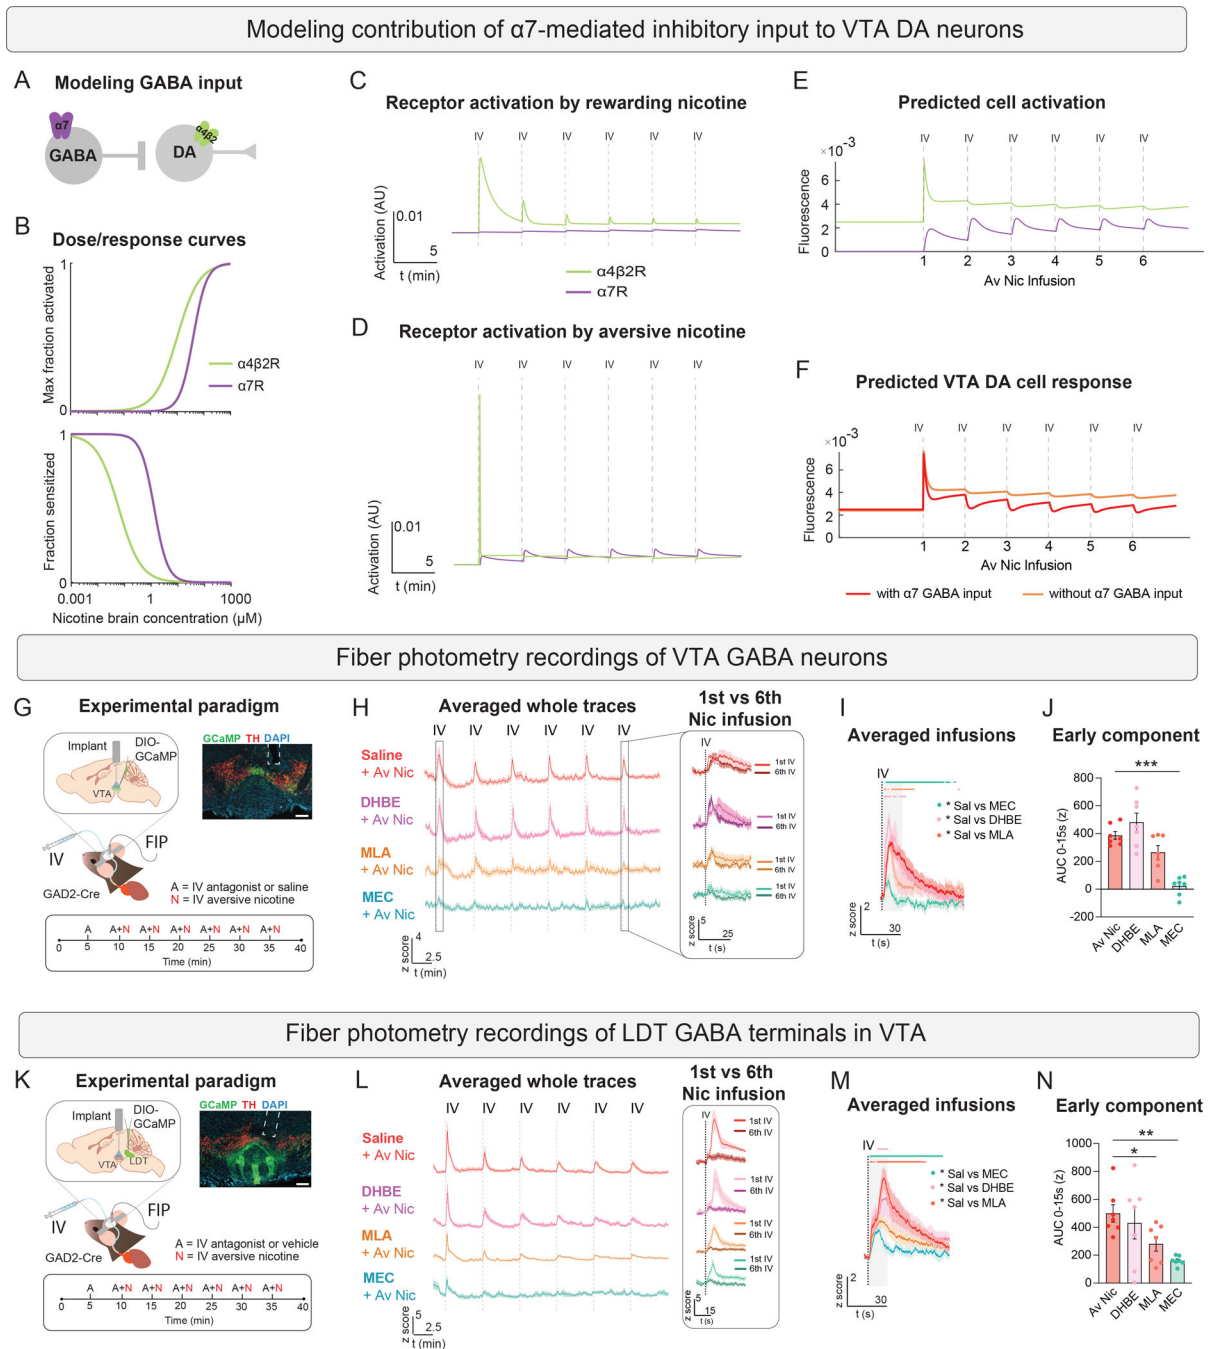 Modeling contribution of α7-mediated inhibitory input to VTA DA neurons
A
Modeling GABA input
α7
GABA
α4β2
DA
B
Dose/response curves
Max fraction activated
1
0
α4β2R
α7R
Fraction sensitized
1
0
0.001
1
1000
Nicotine brain concentration (µM)
C
Receptor activation by rewarding nicotine
IV IV IV IV IV IV
Activation (AU)
0.01
5
t (min)
α4β2R
α7R
D
Receptor activation by aversive nicotine
IV IV IV IV IV IV
Activation (AU)
0.01
5
t (min)
E
Predicted cell activation
IV IV IV IV IV IV
×10⁻³
Fluorescence
6
4
2
0
1 2 3 4 5 6
Av Nic Infusion
F
Predicted VTA DA cell response
IV IV IV IV IV IV
×10⁻³
Fluorescence
6
4
2
0
1 2 3 4 5 6
Av Nic Infusion
with α7 GABA input
without α7 GABA input
Fiber photometry recordings of VTA GABA neurons
G
Experimental paradigm
Implant
DIO-
GCaMP
VTA
GCaMP TH DAPI
IV
FIP
GAD2-Cre
A = IV antagonist or saline
N = IV aversive nicotine
A A+N A+N A+N A+N A+N A+N
0 5 10 15 20 25 30 35 40
Time (min)
H
Averaged whole traces
IV IV IV IV IV IV
Saline
+ Av Nic
DHBE
+ Av Nic
MLA
+ Av Nic
MEC
+ Av Nic
z score
4
2.5
t (min)
1st vs 6th
Nic infusion
IV
1st IV
6th IV
1st IV
6th IV
1st IV
6th IV
1st IV
6th IV
z score
5
25
t (s)
I
Averaged infusions
IV
* Sal vs MEC
* Sal vs DHBE
* Sal vs MLA
z score
2
30
t (s)
J
Early component
***
AUC 0-15s (z)
800
600
400
200
0
-200
Av Nic
DHBE
MLA
MEC
Fiber photometry recordings of LDT GABA terminals in VTA
K
Experimental paradigm
Implant
DIO-
GCaMP
VTA
LDT
GCaMP TH DAPI
IV
FIP
GAD2-Cre
A = IV antagonist or vehicle
N = IV aversive nicotine
A A+N A+N A+N A+N A+N A+N
0 5 10 15 20 25 30 35 40
Time (min)
L
Averaged whole traces
IV IV IV IV IV IV
Saline
+ Av Nic
DHBE
+ Av Nic
MLA
+ Av Nic
MEC
+ Av Nic
z score
5
2.5
t (min)
1st vs 6th
Nic infusion
IV
1st IV
6th IV
1st IV
6th IV
1st IV
6th IV
1st IV
6th IV
z score
5
15
t (s)
M
Averaged infusions
IV
* Sal vs MEC
* Sal vs DHBE
* Sal vs MLA
z score
2
30
t (s)
N
Early component
**
*
AUC 0-15s (z)
1000
800
600
400
200
0
Av Nic
DHBE
MLA
MEC